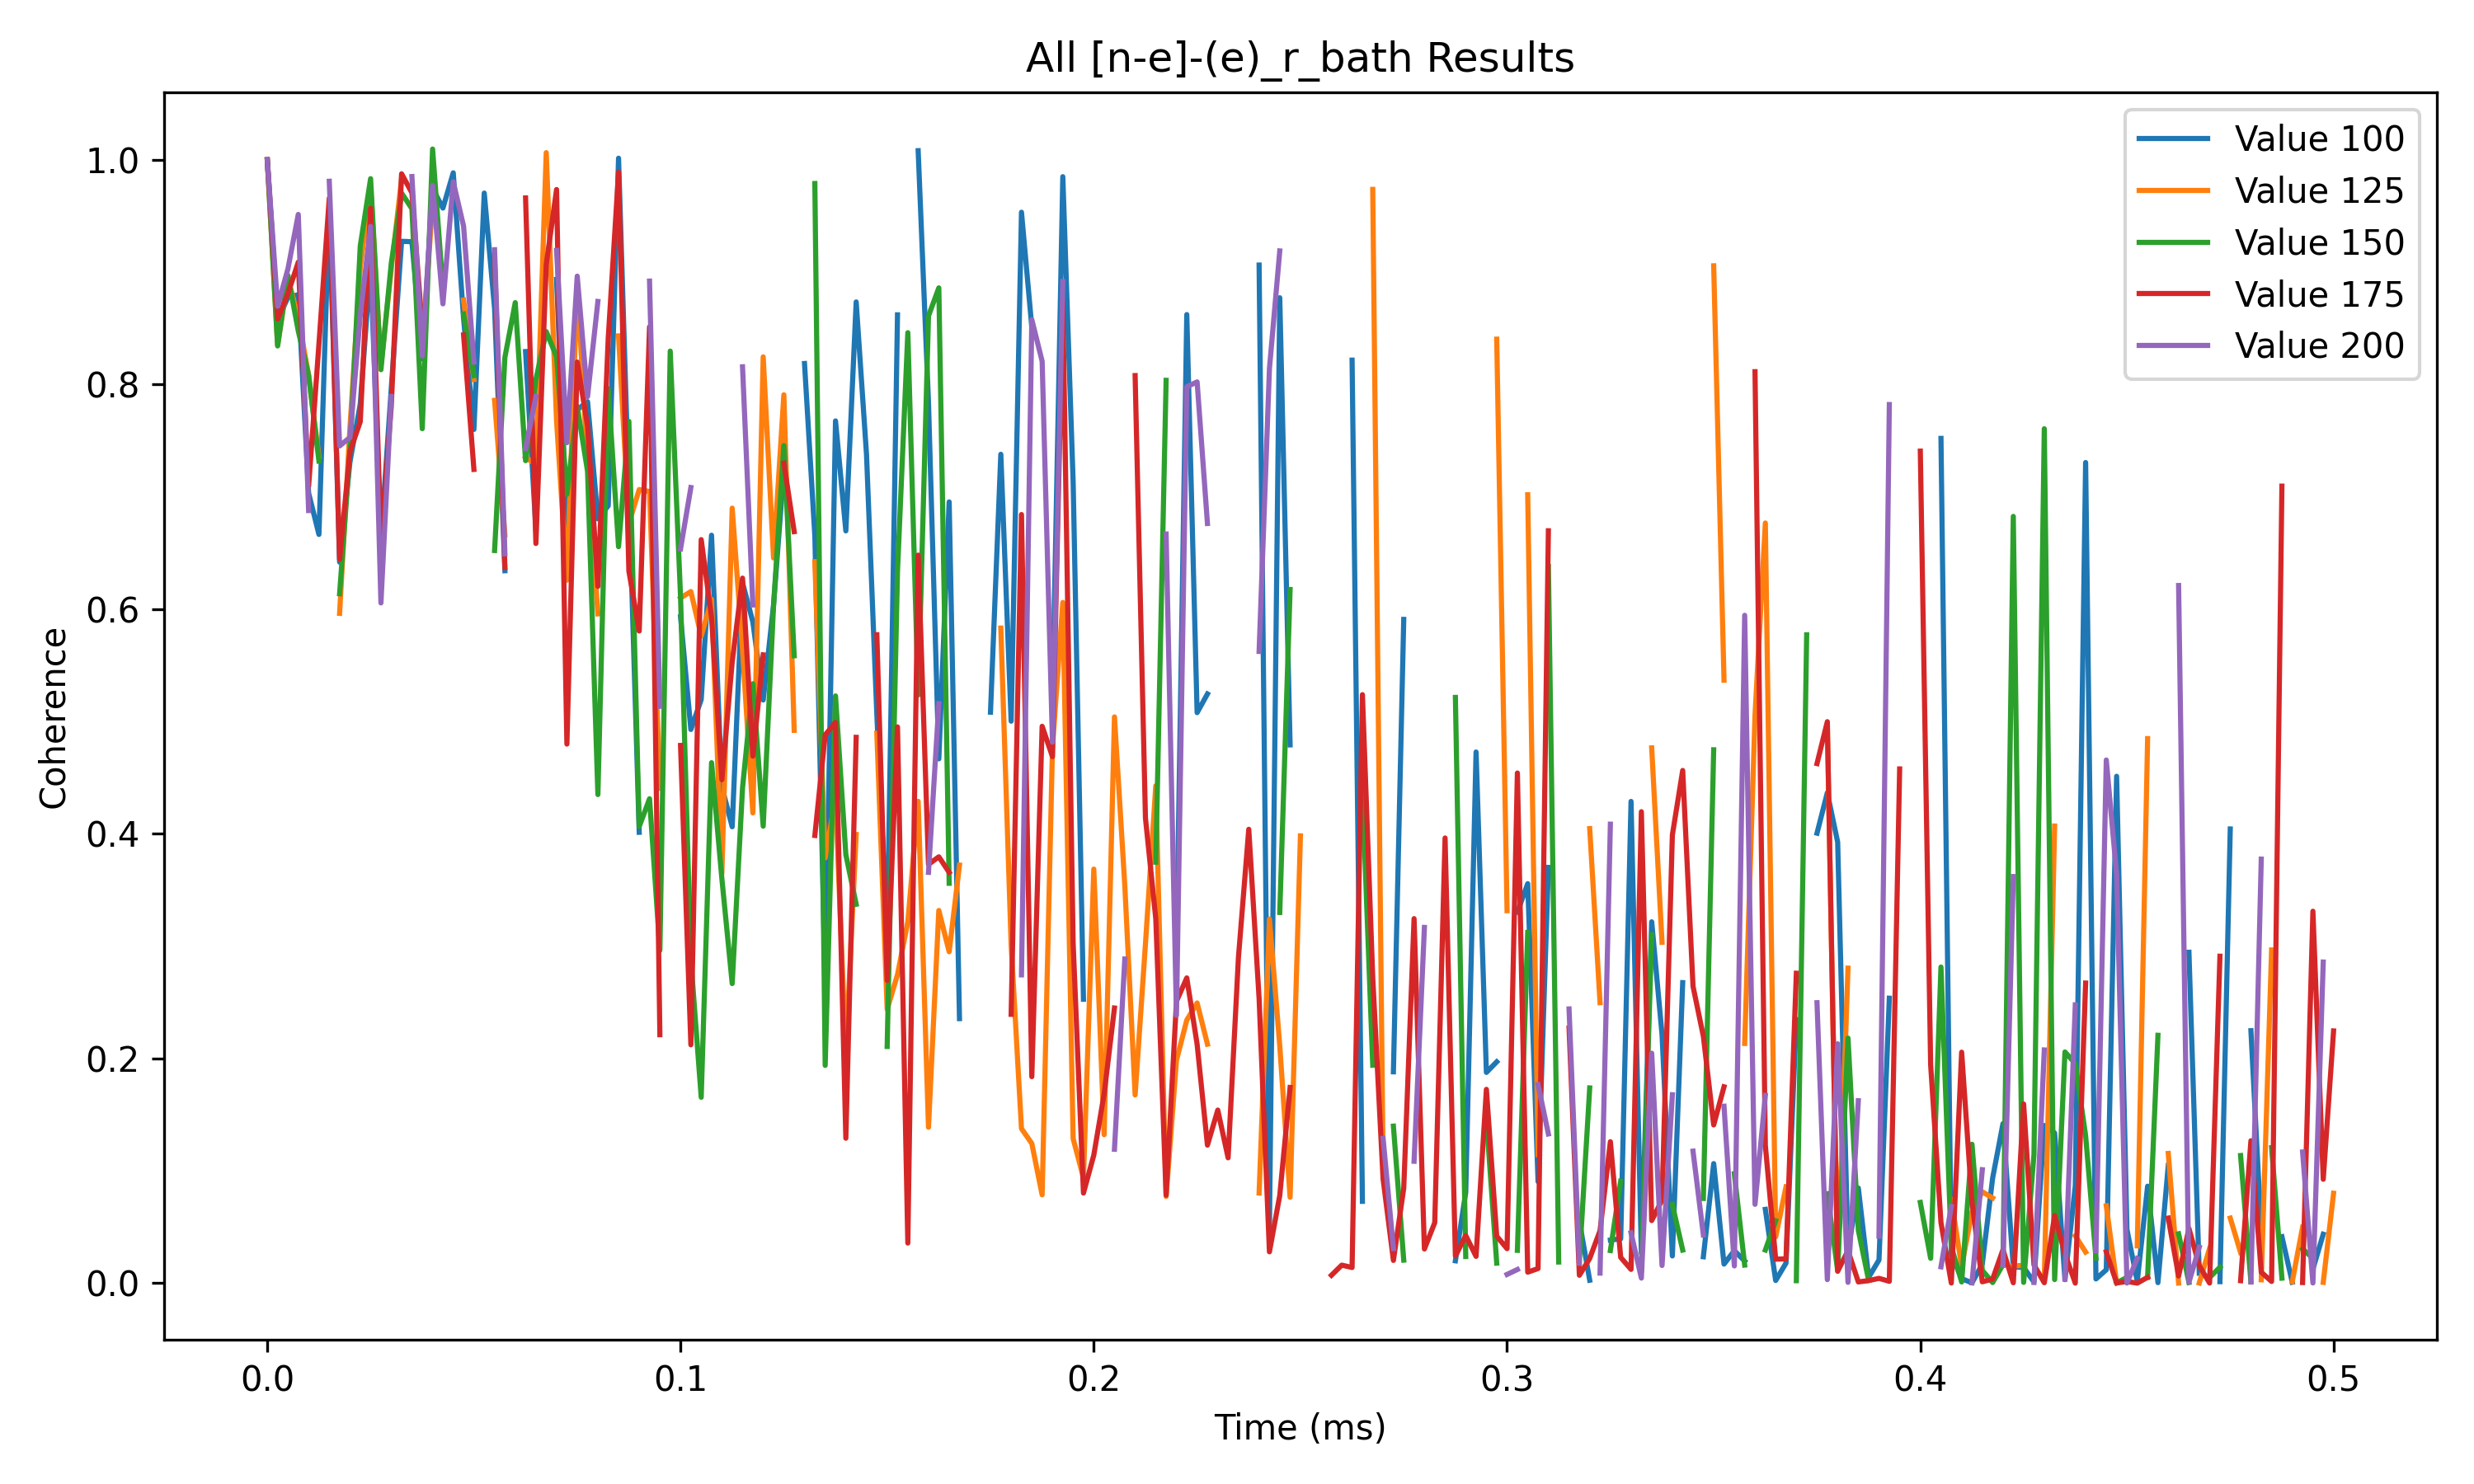 All [n-e]-(e)_r_bath Results
Value 100
Value 125
Value 150
Value 175
Value 200
Coherence
1.0
0.8
0.6
0.4
0.2
0.0
0.0 0.1 0.2 0.3 0.4 0.5
Time (ms)